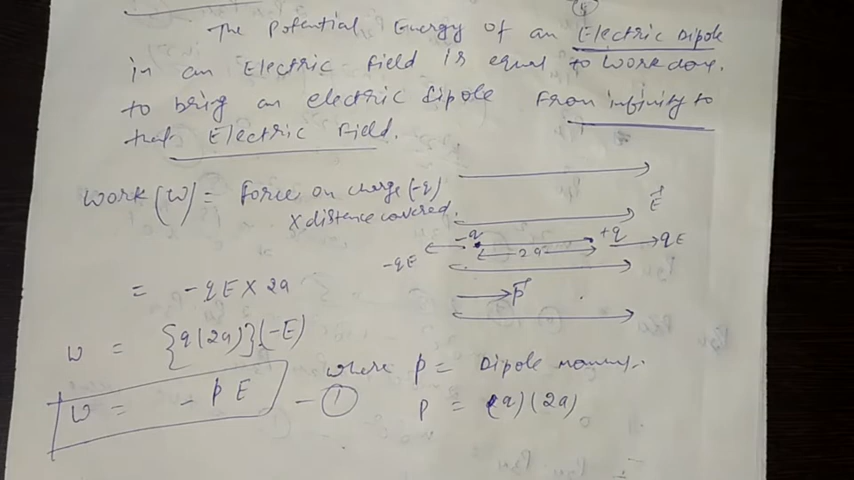 The Potential Energy of an Electric Dipole
in an Electric Field is equal to work done.
to bring an electric dipole from infinity to
that Electric Field.
Work (W) = Force on charge (-q)
X distance covered.
E
-q +q
-qE 2a qE
= -qE X 2a
p
W = {q(2a)}(-E)
W = - pE - ①
where p = Dipole moment.
p = (q)(2a)